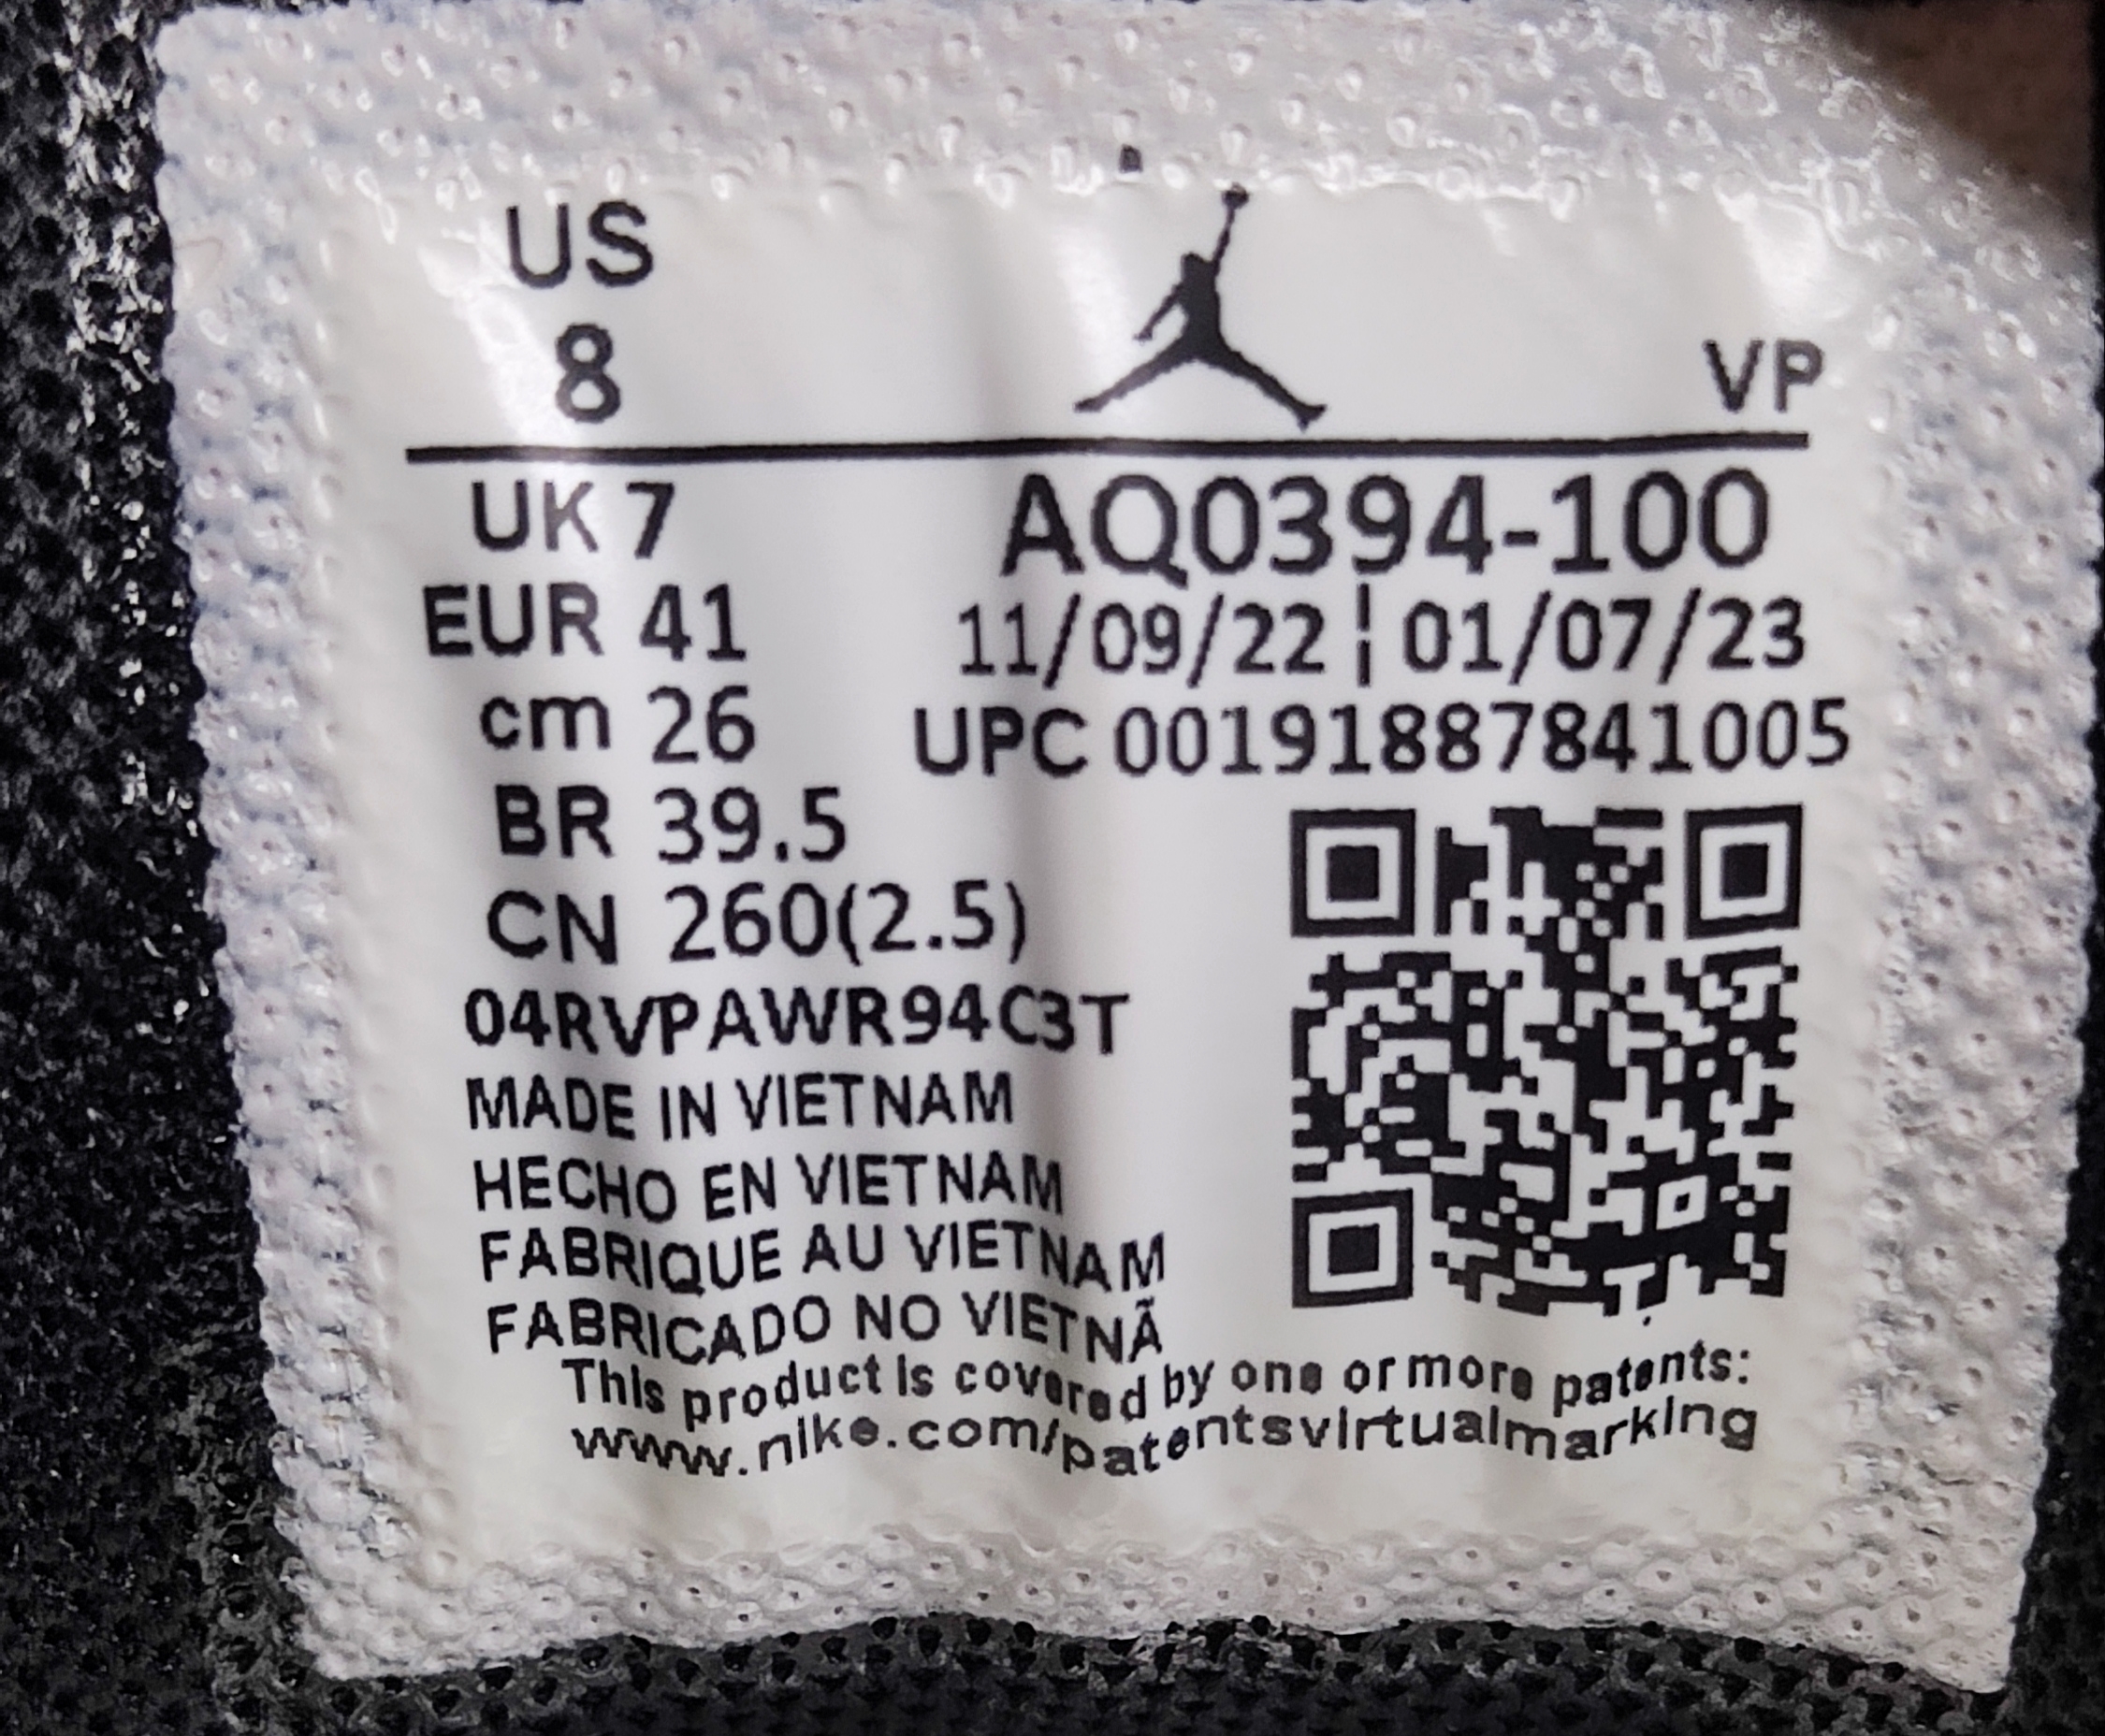 US
8
VP
UK 7
EUR 41
cm 26
BR 39.5
CN 260(2.5)
AQ0394-100
11/09/22 ¦ 01/07/23
UPC 00191887841005
04RVPAWR94C3T
MADE IN VIETNAM
HECHO EN VIETNAM
FABRIQUE AU VIETNAM
FABRICADO NO VIETNÃ
This product is covered by one or more patents:
www.nike.com/patentsvirtualmarking